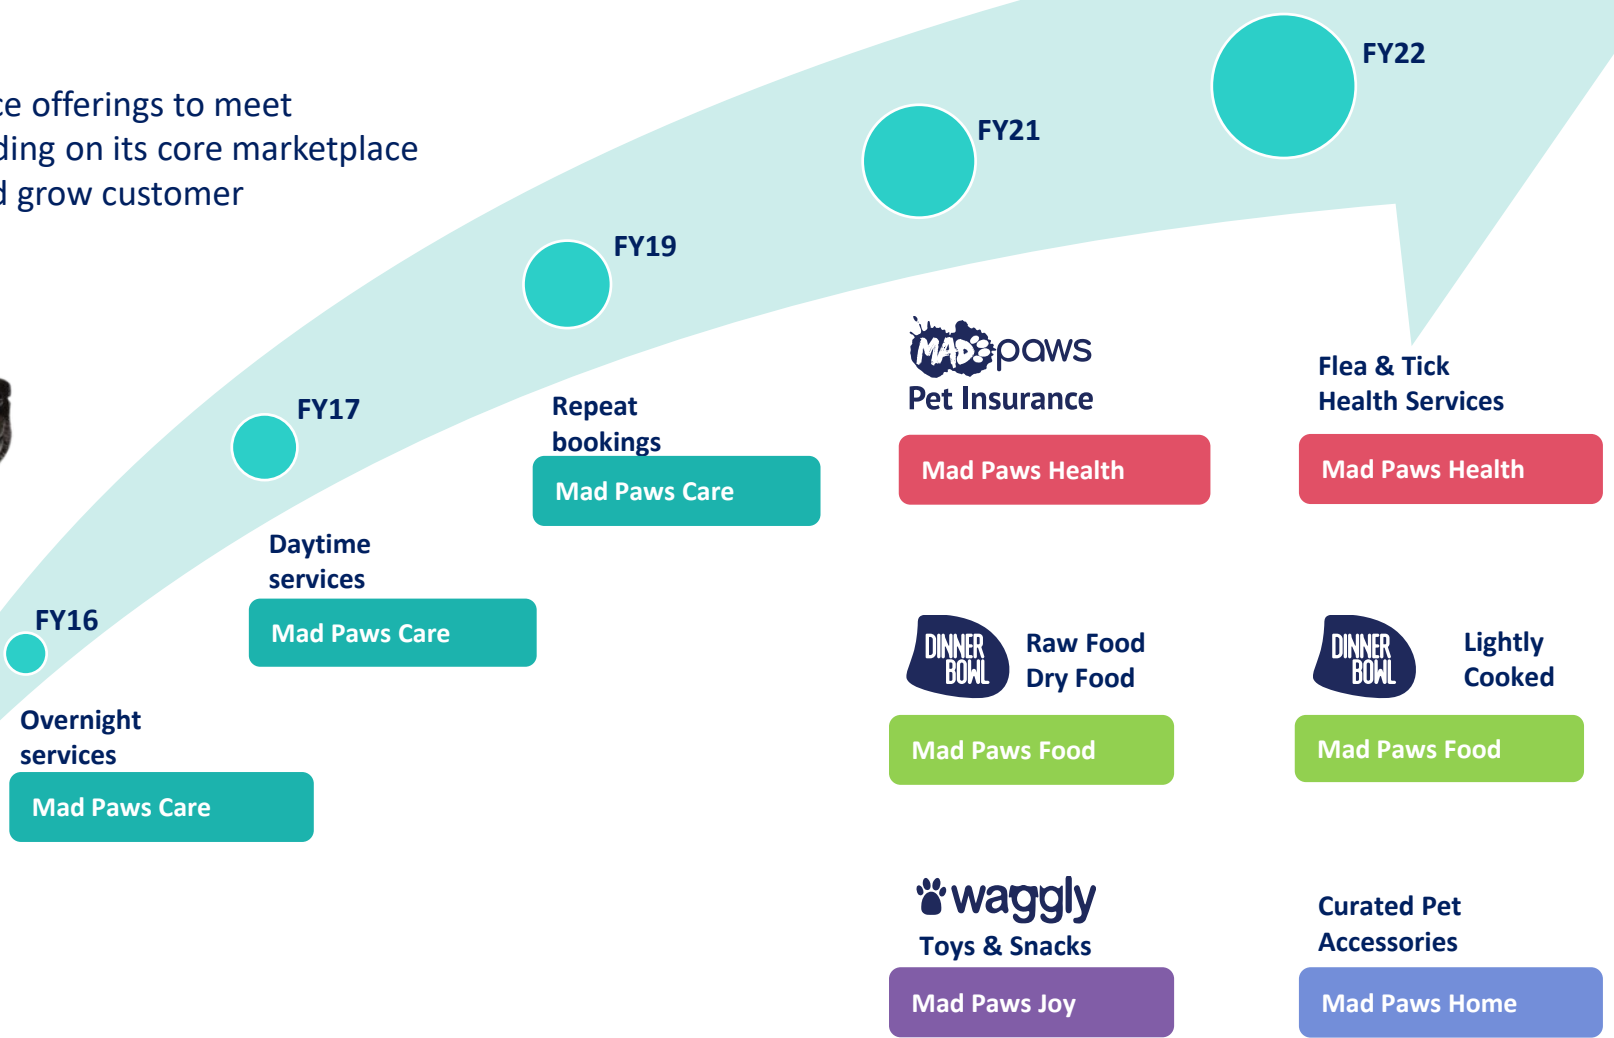 offerings to meet
on its core marketplace
grow customer
FY16
Overnight
services
Mad Paws Care
FY17
Daytime
services
Mad Paws Care
FY19
Repeat
bookings
Mad Paws Care
FY21
MAD paws
Pet Insurance
Mad Paws Health
DINNER
BOWL
Raw Food
Dry Food
Mad Paws Food
waggly
Toys & Snacks
Mad Paws Joy
FY22
Flea & Tick
Health Services
Mad Paws Health
DINNER
BOWL
Lightly
Cooked
Mad Paws Food
Curated Pet
Accessories
Mad Paws Home